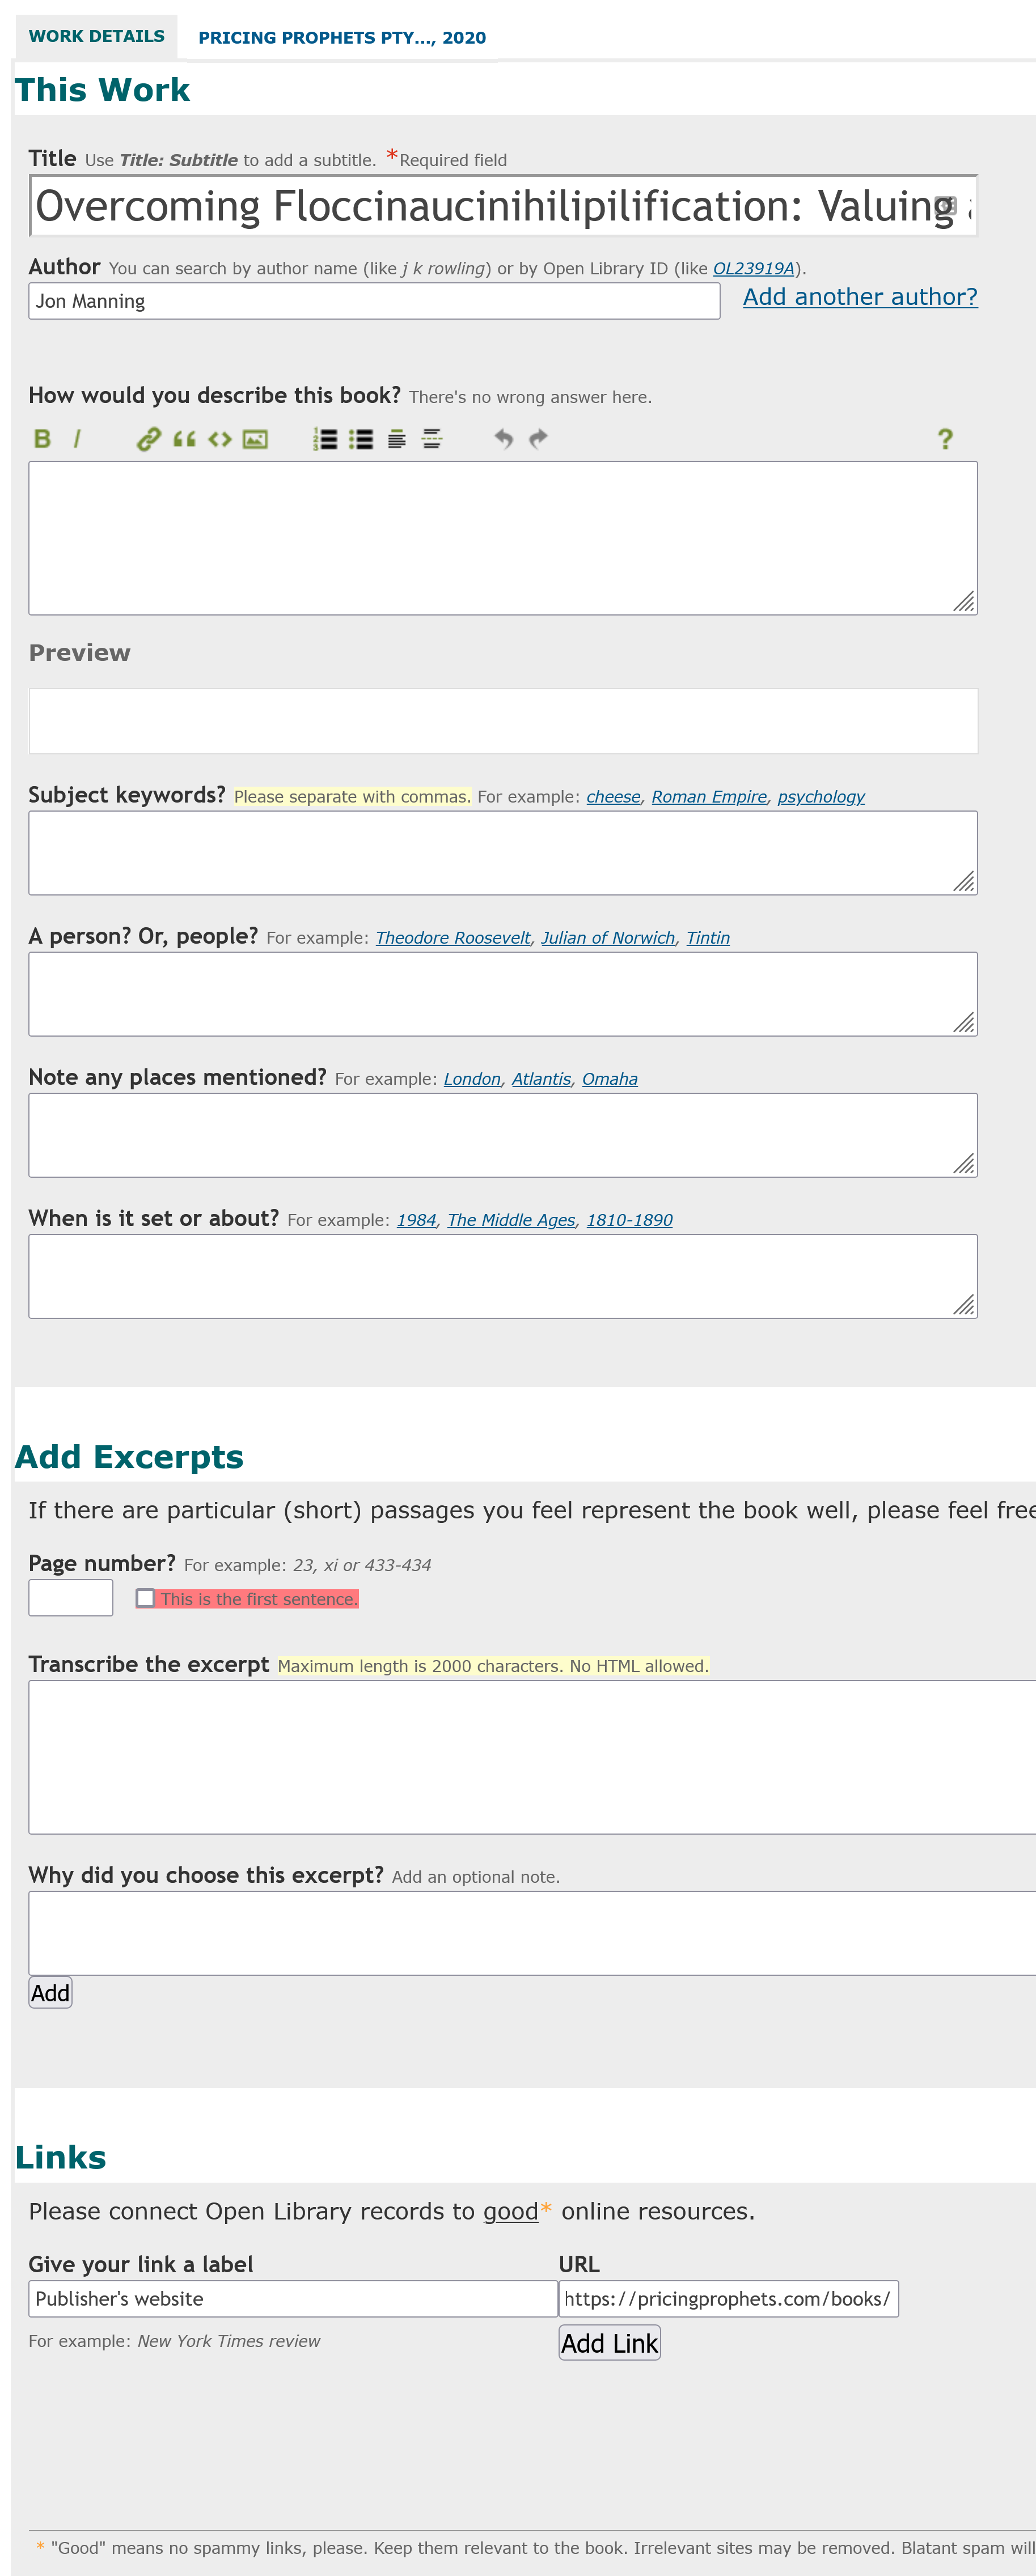 WORK DETAILS PRICING PROPHETS PTY..., 2020
This Work
Title Use Title: Subtitle to add a subtitle. *Required field
Overcoming Floccinaucinihilipilification: Valuing
Author You can search by author name (like j k rowling) or by Open Library ID (like OL23919A).
Jon Manning Add another author?
How would you describe this book? There's no wrong answer here.
B I ?
Preview
Subject keywords? Please separate with commas. For example: cheese, Roman Empire, psychology
A person? Or, people? For example: Theodore Roosevelt, Julian of Norwich, Tintin
Note any places mentioned? For example: London, Atlantis, Omaha
When is it set or about? For example: 1984, The Middle Ages, 1810-1890
Add Excerpts
If there are particular (short) passages you feel represent the book well, please feel free
Page number? For example: 23, xi or 433-434
This is the first sentence.
Transcribe the excerpt Maximum length is 2000 characters. No HTML allowed.
Why did you choose this excerpt? Add an optional note.
Add
Links
Please connect Open Library records to good* online resources.
Give your link a label URL
Publisher's website https://pricingprophets.com/books/
For example: New York Times review Add Link
* "Good" means no spammy links, please. Keep them relevant to the book. Irrelevant sites may be removed. Blatant spam will